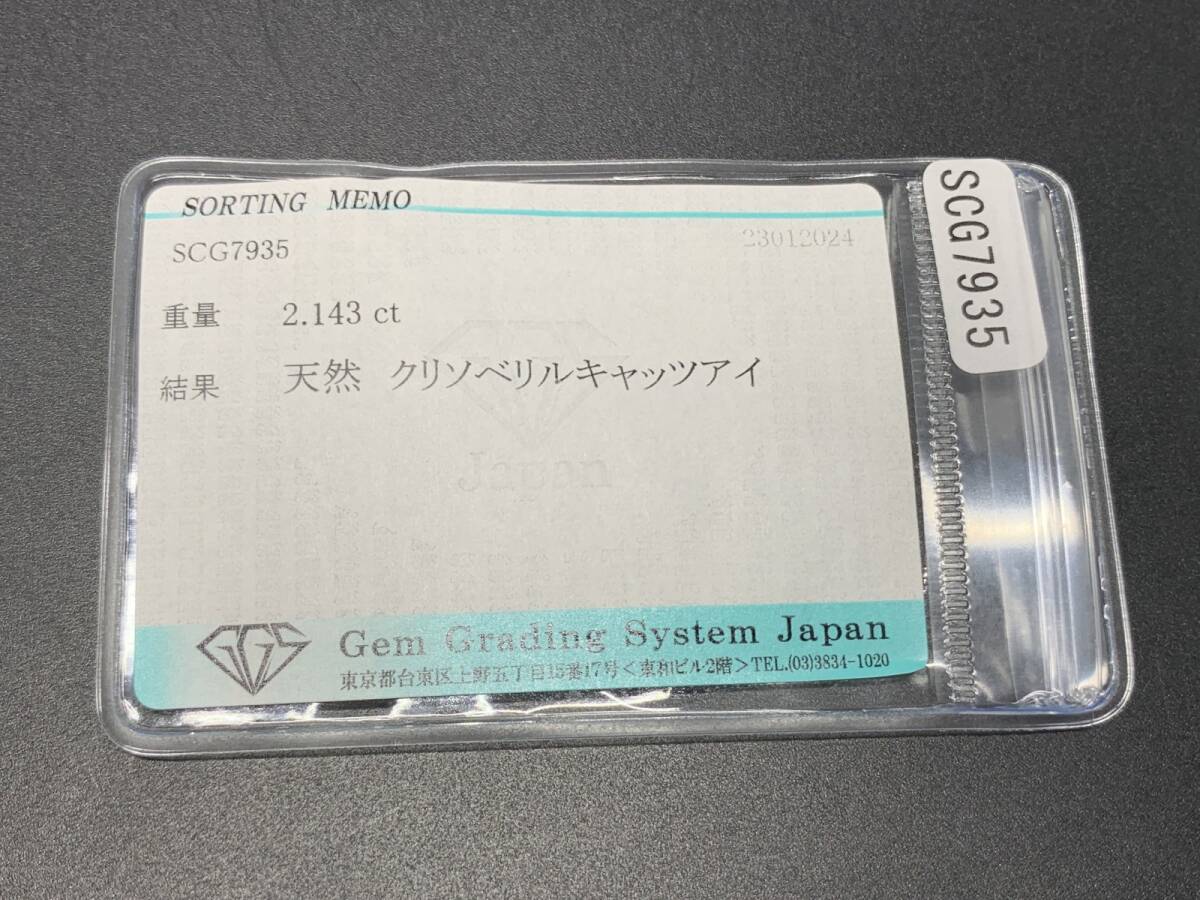 SORTING MEMO
SCG7935 23012024
重量 2.143 ct
結果 天然 クリソベリルキャッツアイ
Japan
GGS Gem Grading System Japan
東京都台東区上野五丁目15番17号＜東和ビル2階＞TEL.(03)3834-1020
SCG7935